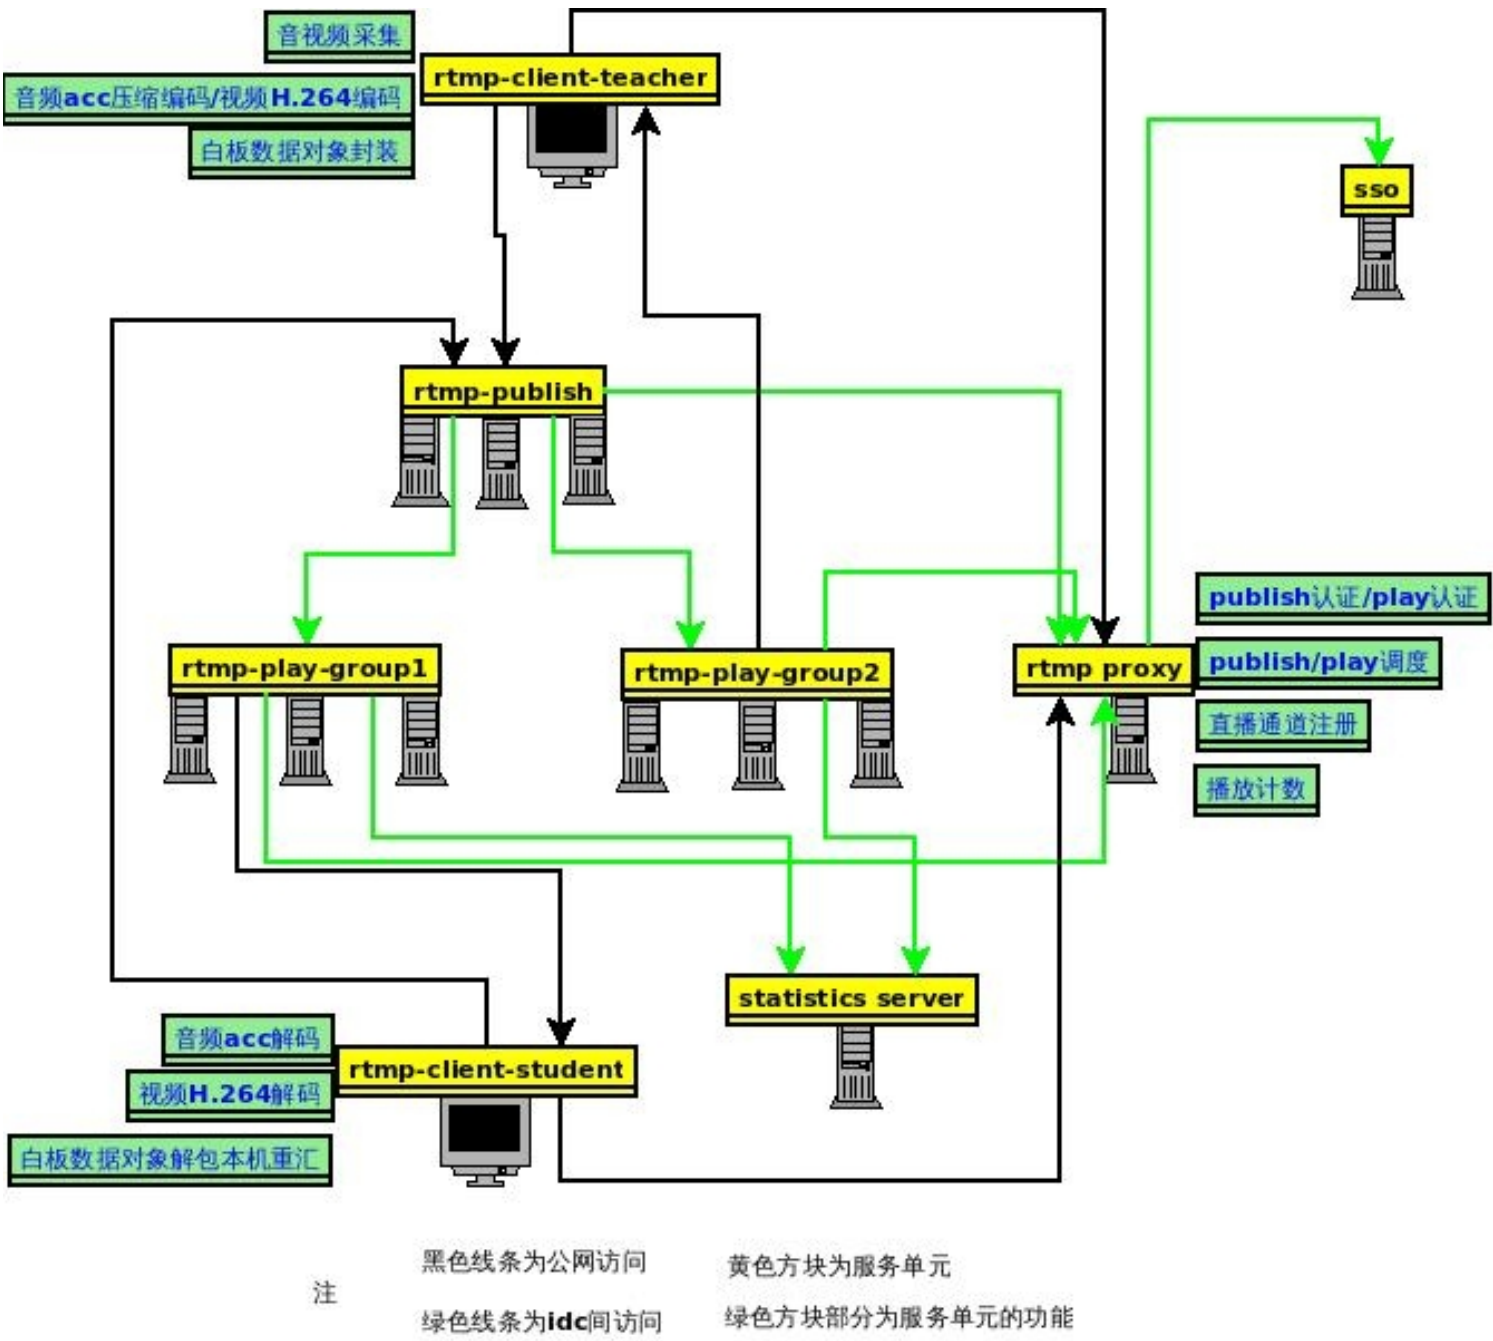 音视频采集
rtmp-client-teacher
音频acc压缩编码/视频H.264编码
白板数据对象封装
sso
rtmp-publish
publish认证/play认证
rtmp-play-group1
rtmp-play-group2
rtmp proxy
publish/play调度
直播通道注册
播放计数
statistics server
音频acc解码
rtmp-client-student
视频H.264解码
白板数据对象解包本机重汇
注
黑色线条为公网访问
黄色方块为服务单元
绿色线条为idc间访问
绿色方块部分为服务单元的功能